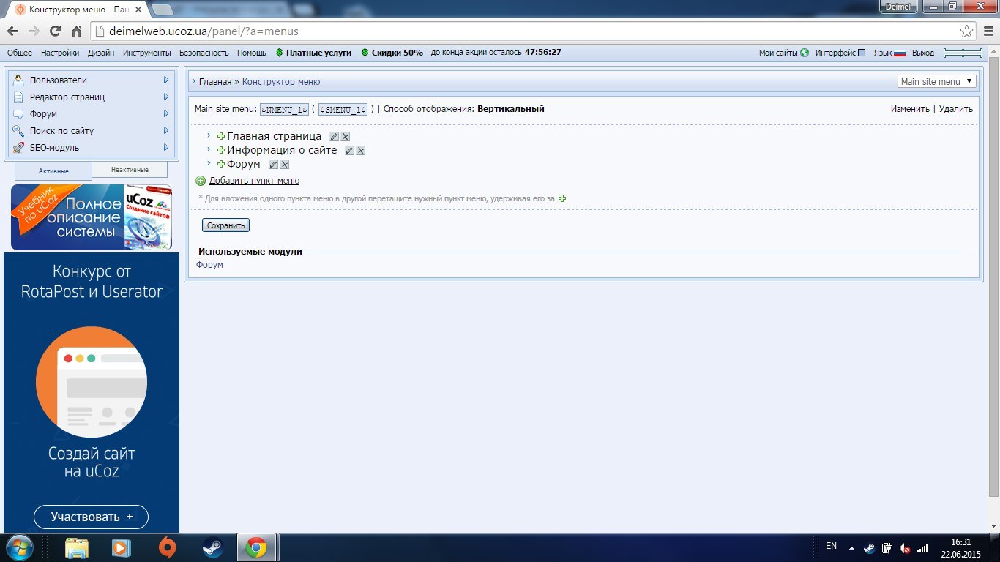 Конструктор меню - Пан
Deimel
deimelweb.ucoz.ua/panel/?a=menus
Общее Настройки Дизайн Инструменты Безопасность Помощь Платные услуги Скидки 50% до конца акции осталось 47:56:27 Мои сайты Интерфейс Язык Выход
Пользователи
Редактор страниц
Форум
Поиск по сайту
SEO-модуль
Активные Неактивные
Учебник по uCoz
Полное
описание
системы
uCoz
Создание сайтов
Конкурс от
RotaPost и Userator
Создай сайт
на uCoz
Участвовать +
Главная » Конструктор меню Main site menu
Main site menu: $NMENU_1$ ( $SMENU_1$ ) | Способ отображения: Вертикальный Изменить | Удалить
Главная страница
Информация о сайте
Форум
Добавить пункт меню
* Для вложения одного пункта меню в другой перетащите нужный пункт меню, удерживая его за
Сохранить
Используемые модули
Форум
EN
16:31
22.06.2015